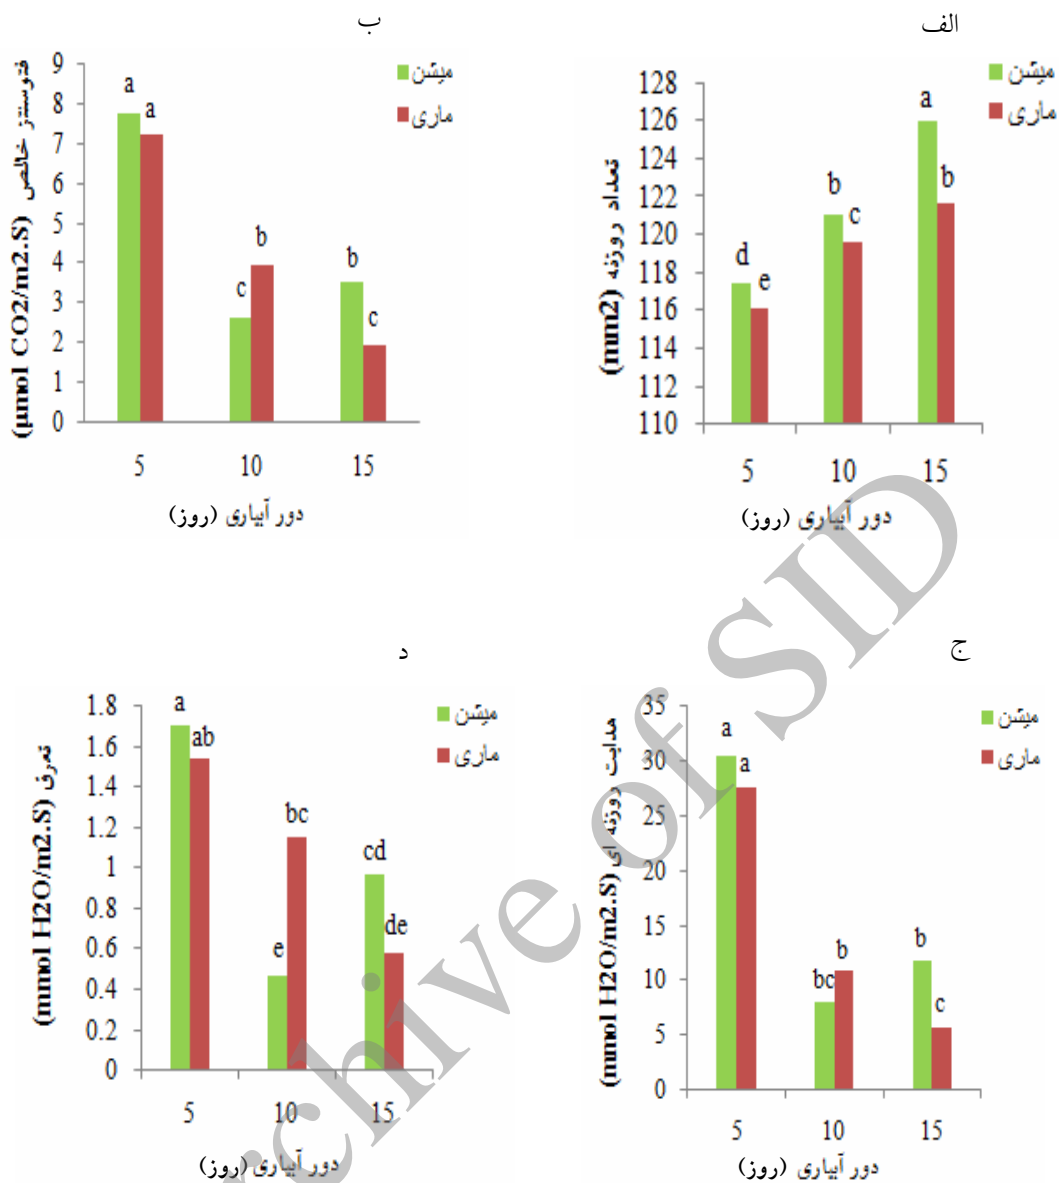 الف
میشن
ماری
تعداد روزنه (mm2)
128
126
124
122
120
118
116
114
112
110
d
e
b
c
a
b
5 10 15
دور آبیاری (روز)
ب
میشن
ماری
فتوسنتز خالص (µmol CO2/m2.S)
9
8
7
6
5
4
3
2
1
0
a
a
c
b
b
c
5 10 15
دور آبیاری (روز)
ج
میشن
ماری
هدایت روزنه ای (mmol H2O/m2.S)
35
30
25
20
15
10
5
0
a
a
bc
b
b
c
5 10 15
دور آبیاری (روز)
د
میشن
ماری
تعرق (mmol H2O/m2.S)
1.8
1.6
1.4
1.2
1
0.8
0.6
0.4
0.2
0
a
ab
e
bc
cd
de
5 10 15
دور آبیاری (روز)
rchive of SID